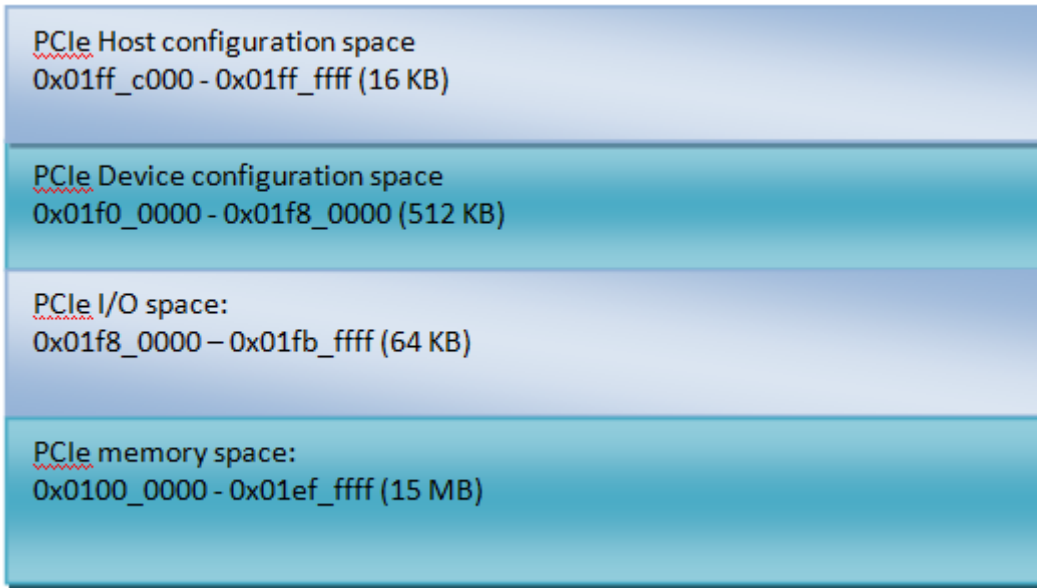 PCIe Host configuration space
0x01ff_c000 - 0x01ff_ffff (16 KB)
PCIe Device configuration space
0x01f0_0000 - 0x01f8_0000 (512 KB)
PCIe I/O space:
0x01f8_0000 – 0x01fb_ffff (64 KB)
PCIe memory space:
0x0100_0000 - 0x01ef_ffff (15 MB)